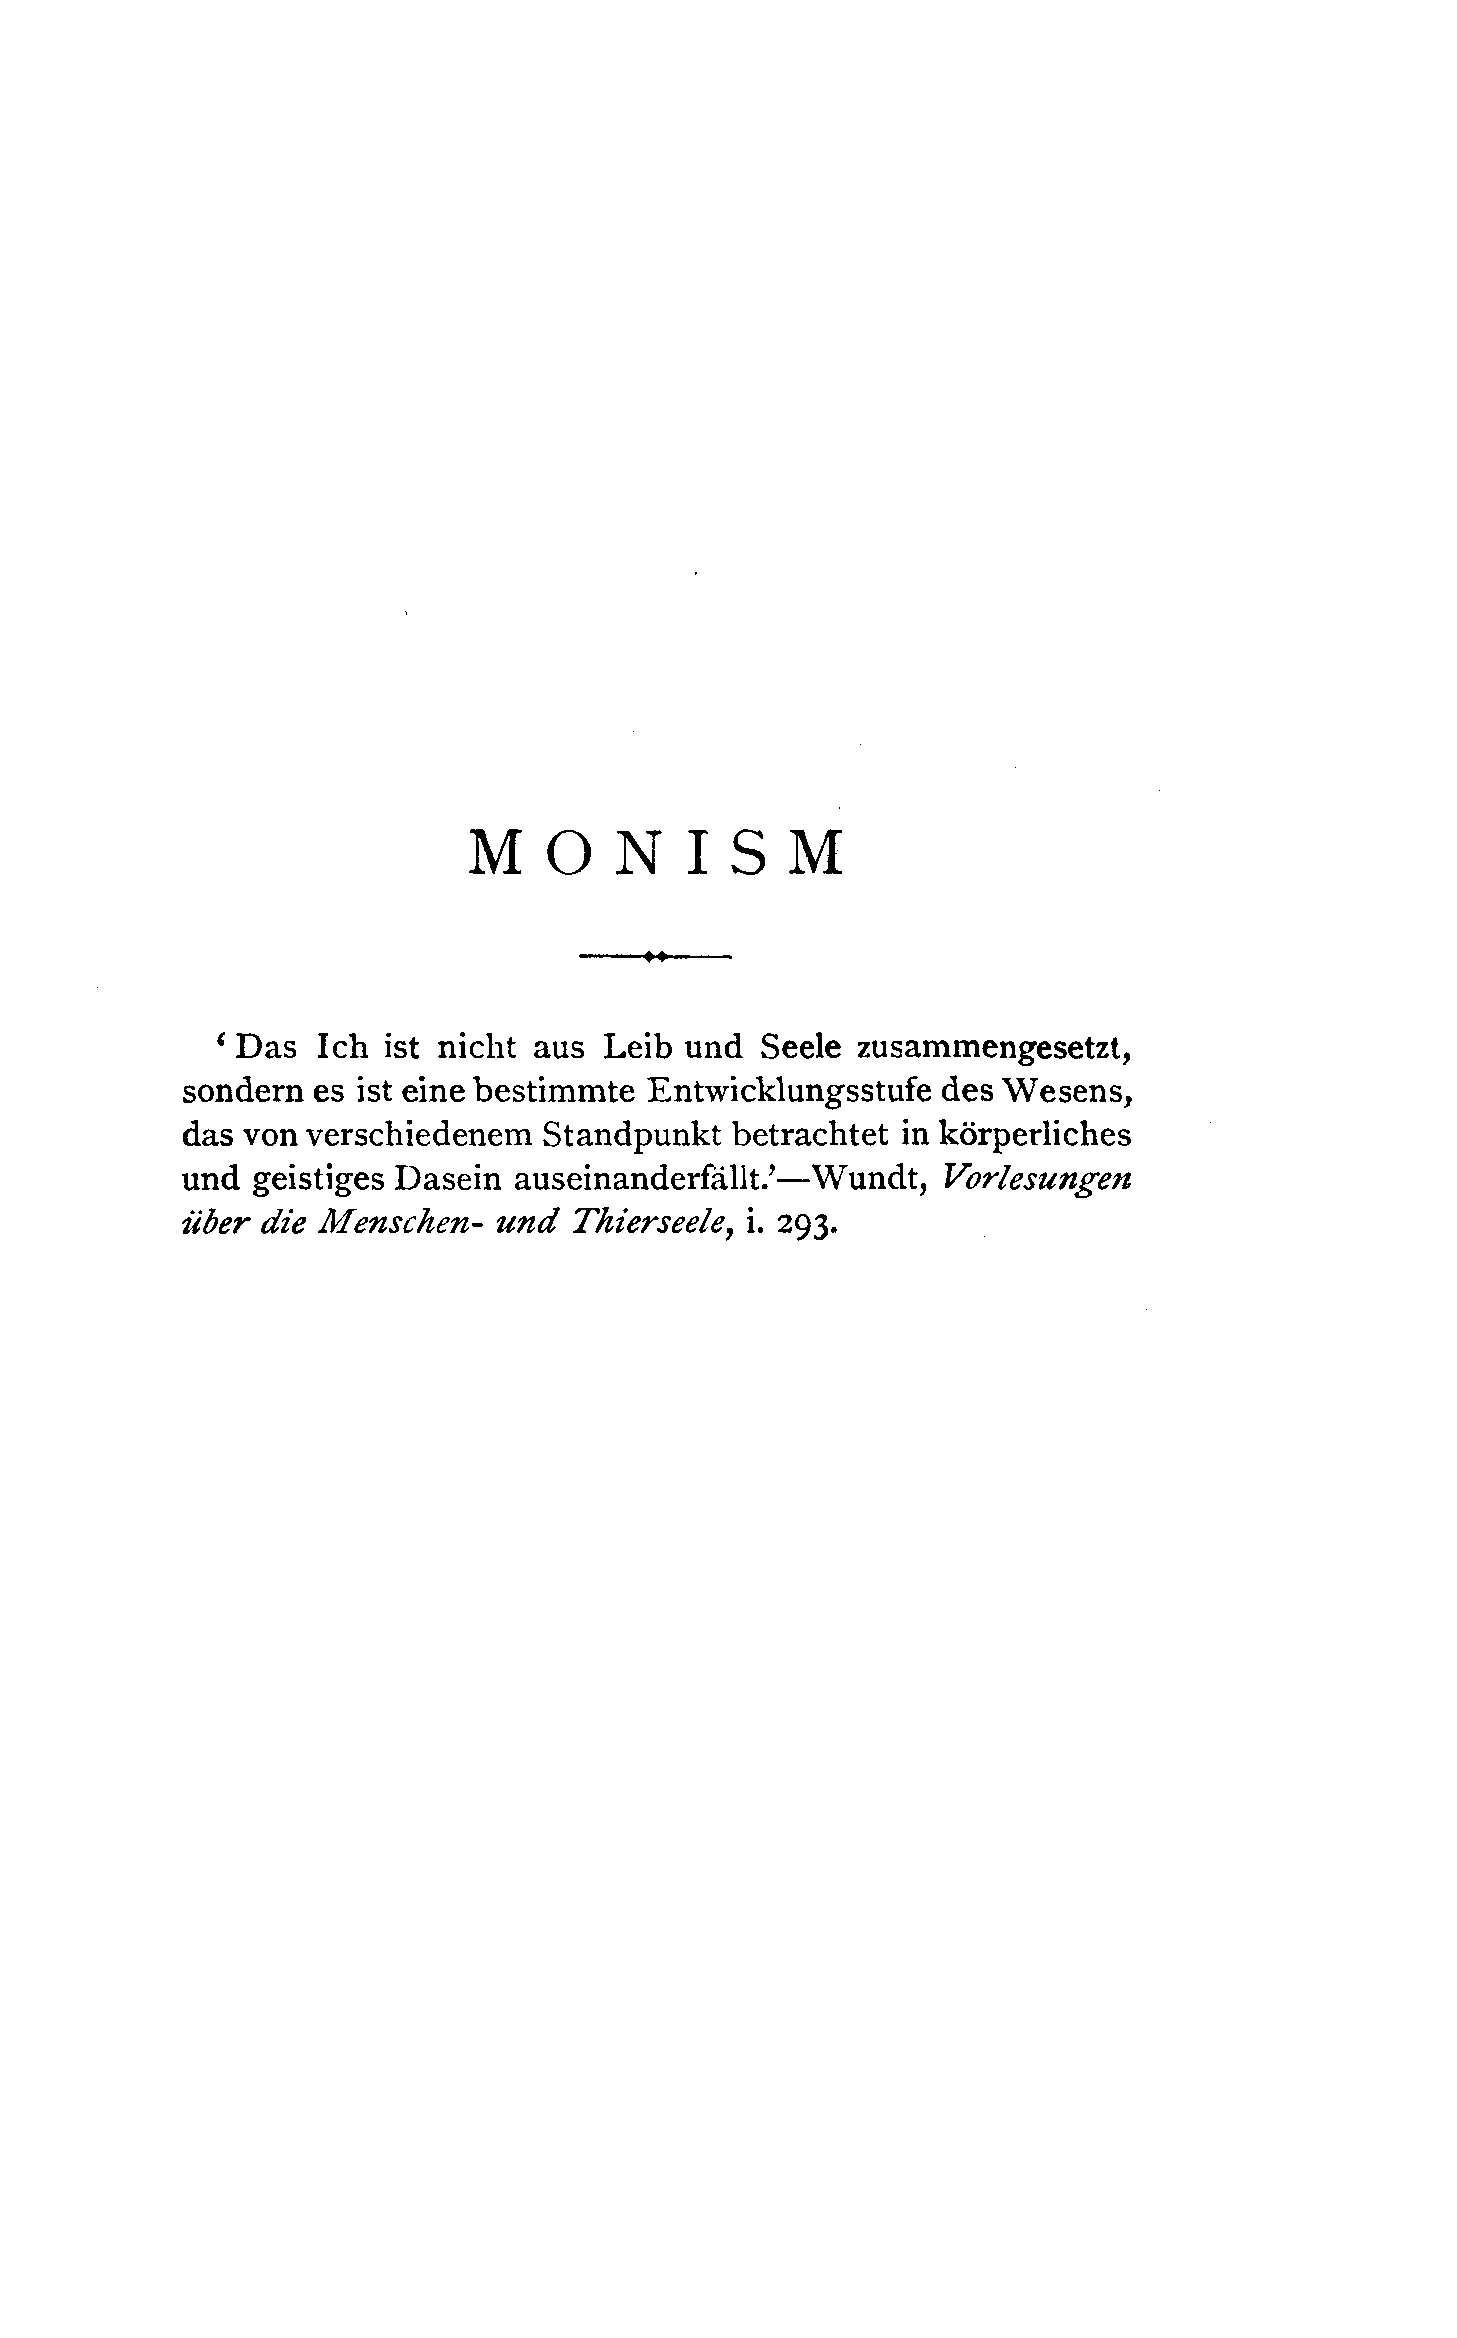 MONISM
‘Das Ich ist nicht aus Leib und Seele zusammengesetzt,
sondern es ist eine bestimmte Entwicklungsstufe des Wesens,
das von verschiedenem Standpunkt betrachtet in körperliches
und geistiges Dasein auseinanderfällt.’—Wundt, Vorlesungen
über die Menschen- und Thierseele, i. 293.